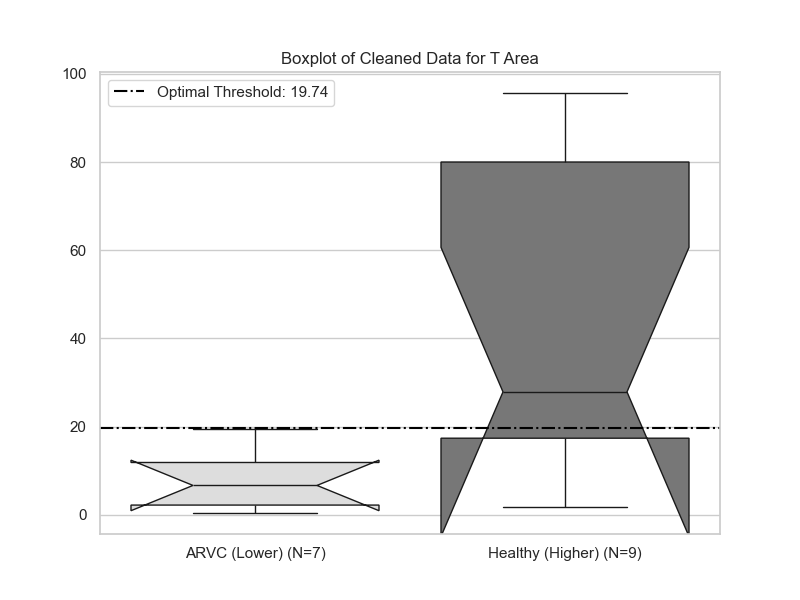 Boxplot of Cleaned Data for T Area
Optimal Threshold: 19.74
100
80
60
40
20
0
ARVC (Lower) (N=7)
Healthy (Higher) (N=9)